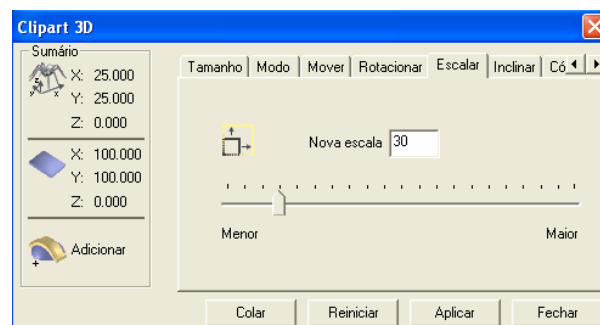 Clipart 3D
Sumário
X: 25.000
Y: 25.000
Z: 0.000
X: 100.000
Y: 100.000
Z: 0.000
Adicionar
Tamanho Modo Mover Rotacionar Escalar Inclinar Có
Nova escala 30
Menor Maior
Colar Reiniciar Aplicar Fechar